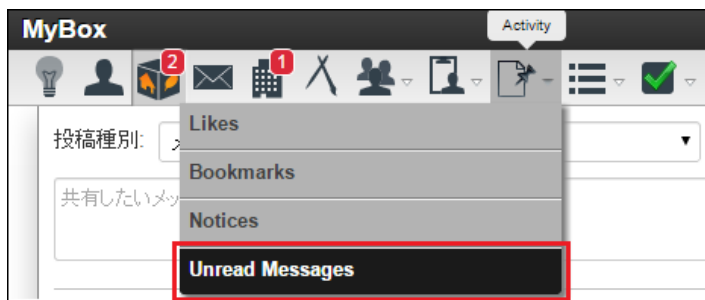 MyBox
Activity
2
1
Likes
投稿種別:
Bookmarks
共有したいメッ
Notices
Unread Messages